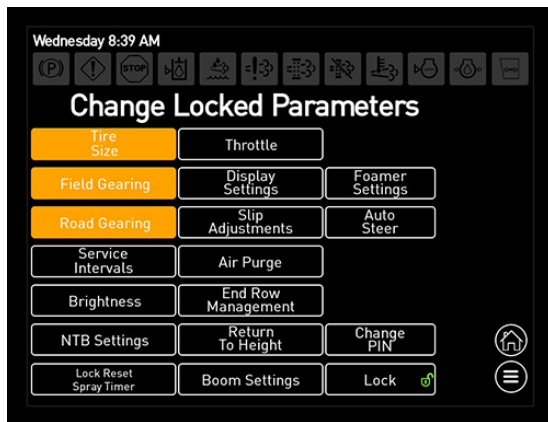 Wednesday 8:39 AM
(P)
STOP
Change Locked Parameters
Tire
Size
Throttle
Field Gearing
Display
Settings
Foamer
Settings
Road Gearing
Slip
Adjustments
Auto
Steer
Service
Intervals
Air Purge
Brightness
End Row
Management
NTB Settings
Return
To Height
Change
PIN
Lock Reset
Spray Timer
Boom Settings
Lock